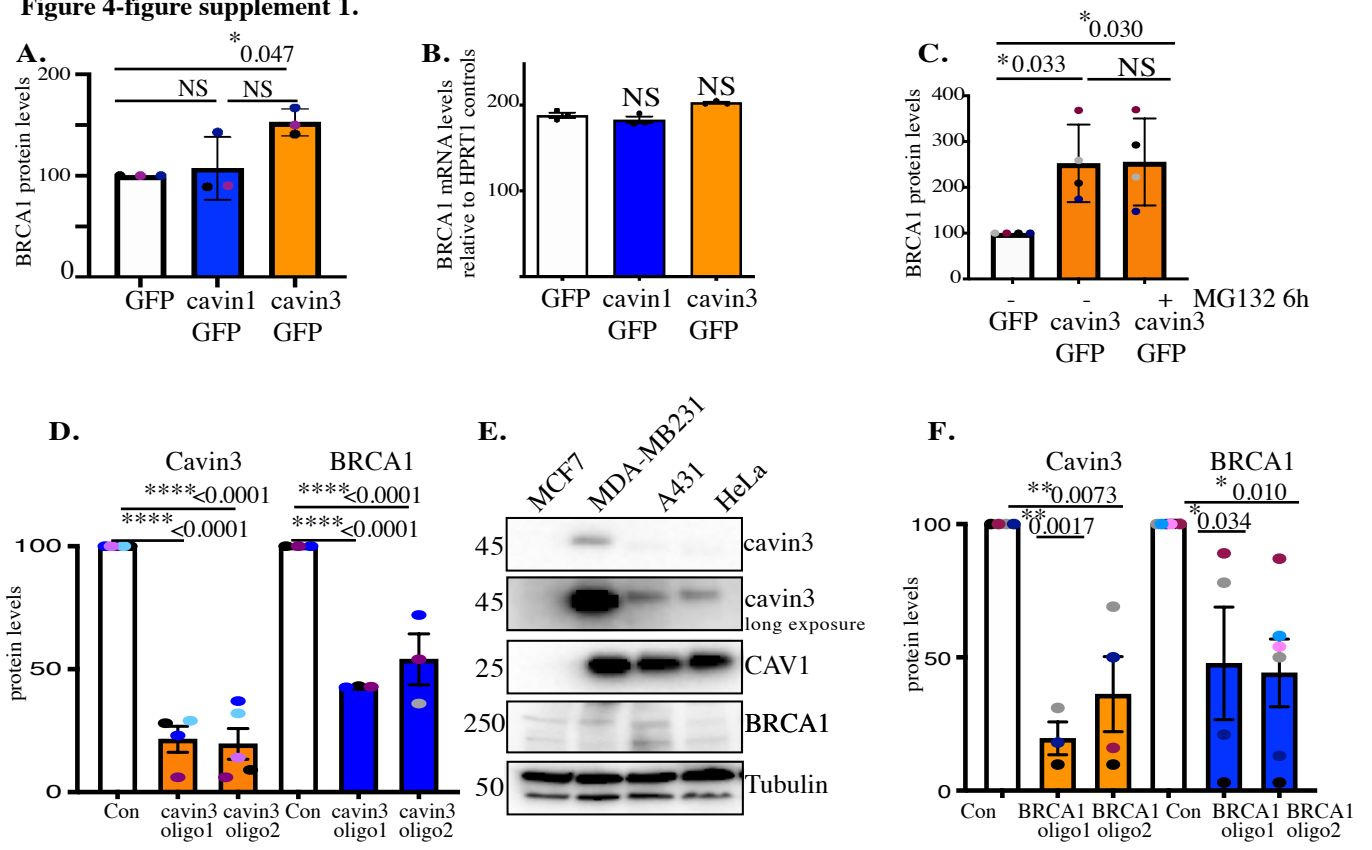 Figure 4-figure supplement 1.
A.
*
0.047
NS
NS
200
100
0
BRCA1 protein levels
GFP
cavin1
GFP
cavin3
GFP
B.
NS
NS
200
100
BRCA1 mRNA levels
relative to HPRT1 controls
GFP
cavin1
GFP
cavin3
GFP
C.
*0.030
*0.033
NS
400
300
200
100
0
BRCA1 protein levels
- - + MG132 6h
GFP
cavin3
GFP
cavin3
GFP
D.
Cavin3
BRCA1
****<0.0001
****<0.0001
****<0.0001
****<0.0001
100
50
0
protein levels
Con
cavin3
oligo1
cavin3
oligo2
Con
cavin3
oligo1
cavin3
oligo2
E.
MCF7
MDA-MB231
A431
HeLa
45
cavin3
45
cavin3
long exposure
25
CAV1
250
BRCA1
50
Tubulin
F.
Cavin3
BRCA1
**0.0073
**
0.0017
*
0.010
*
0.034
100
50
0
protein levels
Con
BRCA1
oligo1
BRCA1
oligo2
Con
BRCA1
oligo1
BRCA1
oligo2